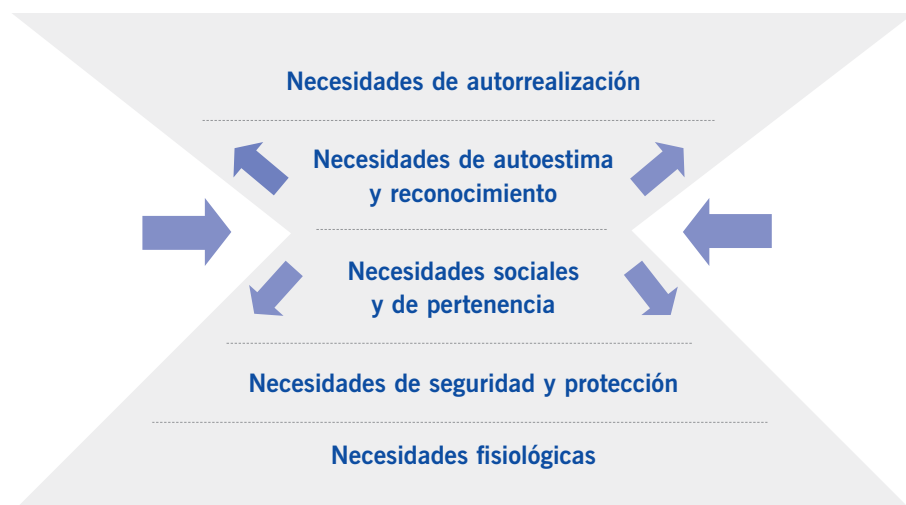 Necesidades de autorrealización
Necesidades de autoestima
y reconocimiento
Necesidades sociales
y de pertenencia
Necesidades de seguridad y protección
Necesidades fisiológicas